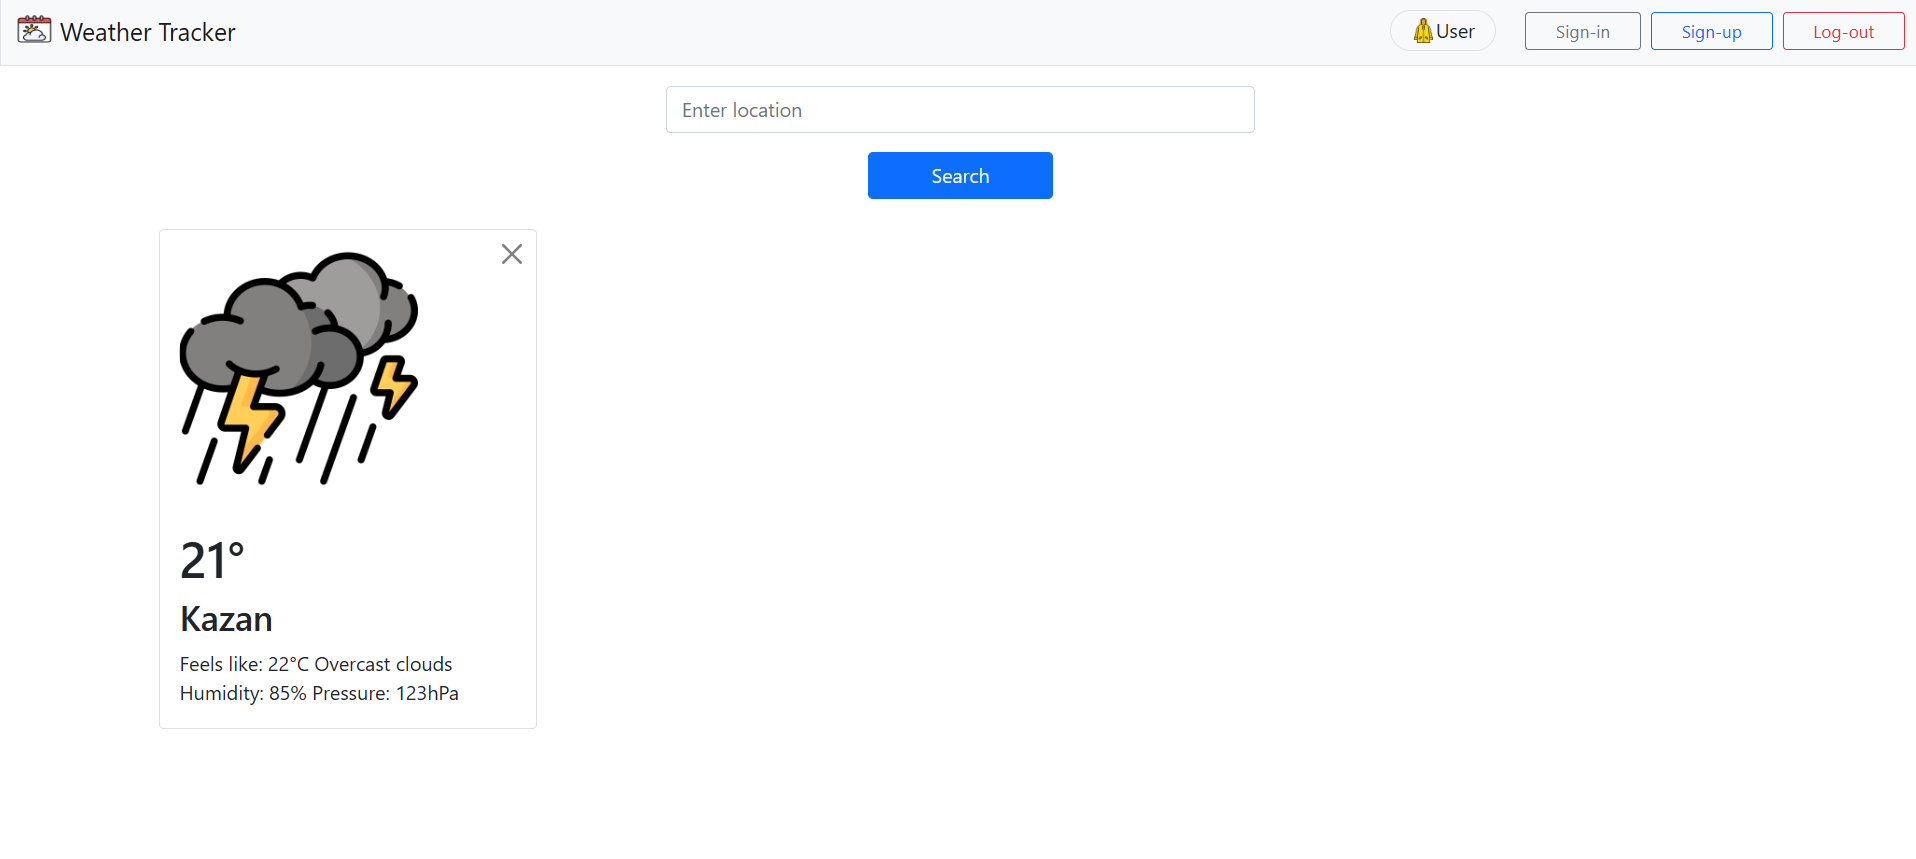 Weather Tracker
User
Sign-in
Sign-up
Log-out
Enter location
Search
21°
Kazan
Feels like: 22°C Overcast clouds
Humidity: 85% Pressure: 123hPa